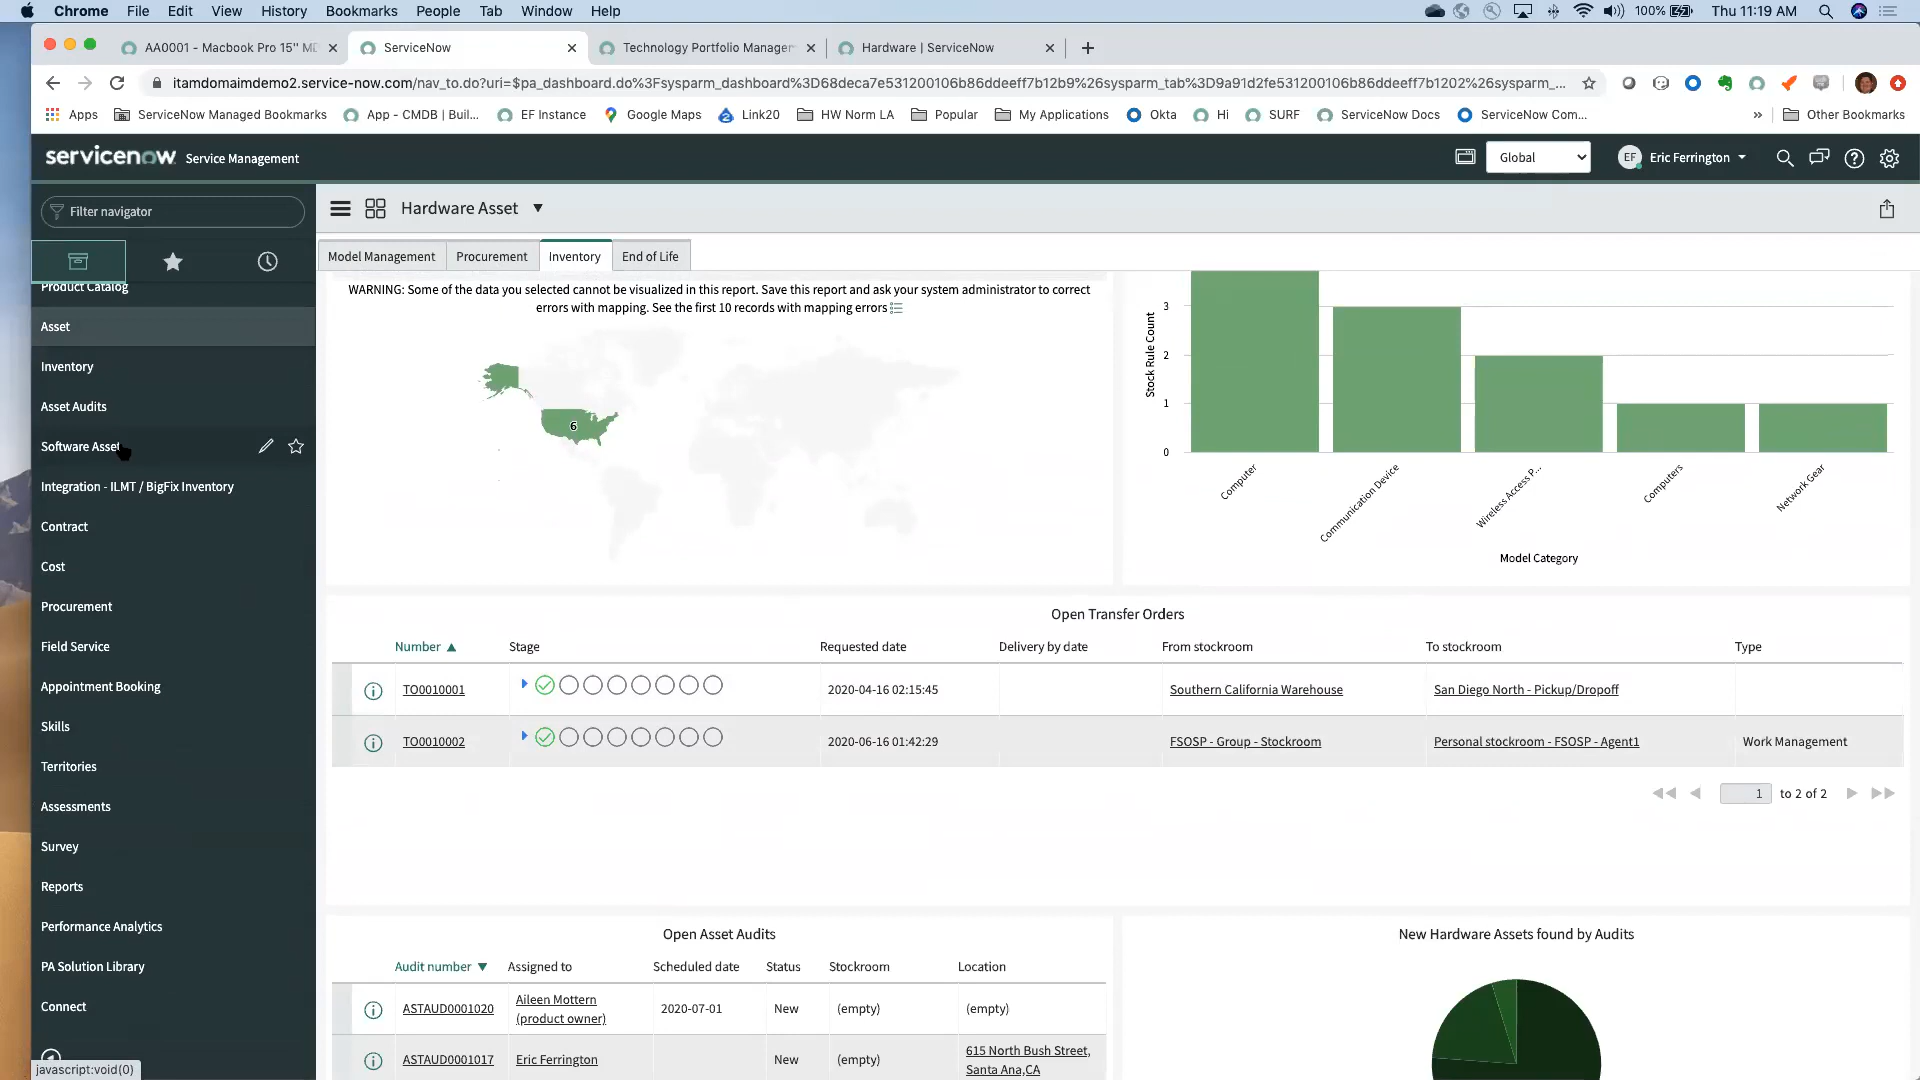 Chrome File Edit View History Bookmarks People Tab Window Help 100% Thu 11:19 AM
AA0001 - Macbook Pro 15" ServiceNow Technology Portfolio Manager Hardware | ServiceNow
itamdomaimdemo2.service-now.com/nav_to.do?uri=$pa_dashboard.do%3Fsysparm_dashboard%3D68deca7e531200106b86ddeeff7b12b9%26sysparm_tab%3D9a91d2fe531200106b86ddeeff7b1202%26sysparm_...
Apps ServiceNow Managed Bookmarks App - CMDB | Buil... EF Instance Google Maps Link20 HW Norm LA Popular My Applications Okta Hi SURF ServiceNow Docs ServiceNow Com... » Other Bookmarks
servicenow Service Management Global EF Eric Ferrington
Filter navigator
Hardware Asset
Model Management Procurement Inventory End of Life
Product Catalog
Asset
Inventory
Asset Audits
Software Asset
Integration - ILMT / BigFix Inventory
Contract
Cost
Procurement
Field Service
Appointment Booking
Skills
Territories
Assessments
Survey
Reports
Performance Analytics
PA Solution Library
Connect
javascript:void(0)
WARNING: Some of the data you selected cannot be visualized in this report. Save this report and ask your system administrator to correct
errors with mapping. See the first 10 records with mapping errors
6
Stock Rule Count
3
2
1
0
Computer
Communication Device
Wireless Access P...
Computers
Network Gear
Model Category
Open Transfer Orders
Number Stage Requested date Delivery by date From stockroom To stockroom Type
TO0010001 2020-04-16 02:15:45 Southern California Warehouse San Diego North - Pickup/Dropoff
TO0010002 2020-06-16 01:42:29 FSOSP - Group - Stockroom Personal stockroom - FSOSP - Agent1 Work Management
1 to 2 of 2
Open Asset Audits
Audit number Assigned to Scheduled date Status Stockroom Location
ASTAUD0001020 Aileen Mottern (product owner) 2020-07-01 New (empty) (empty)
ASTAUD0001017 Eric Ferrington New (empty) 615 North Bush Street, Santa Ana,CA
New Hardware Assets found by Audits